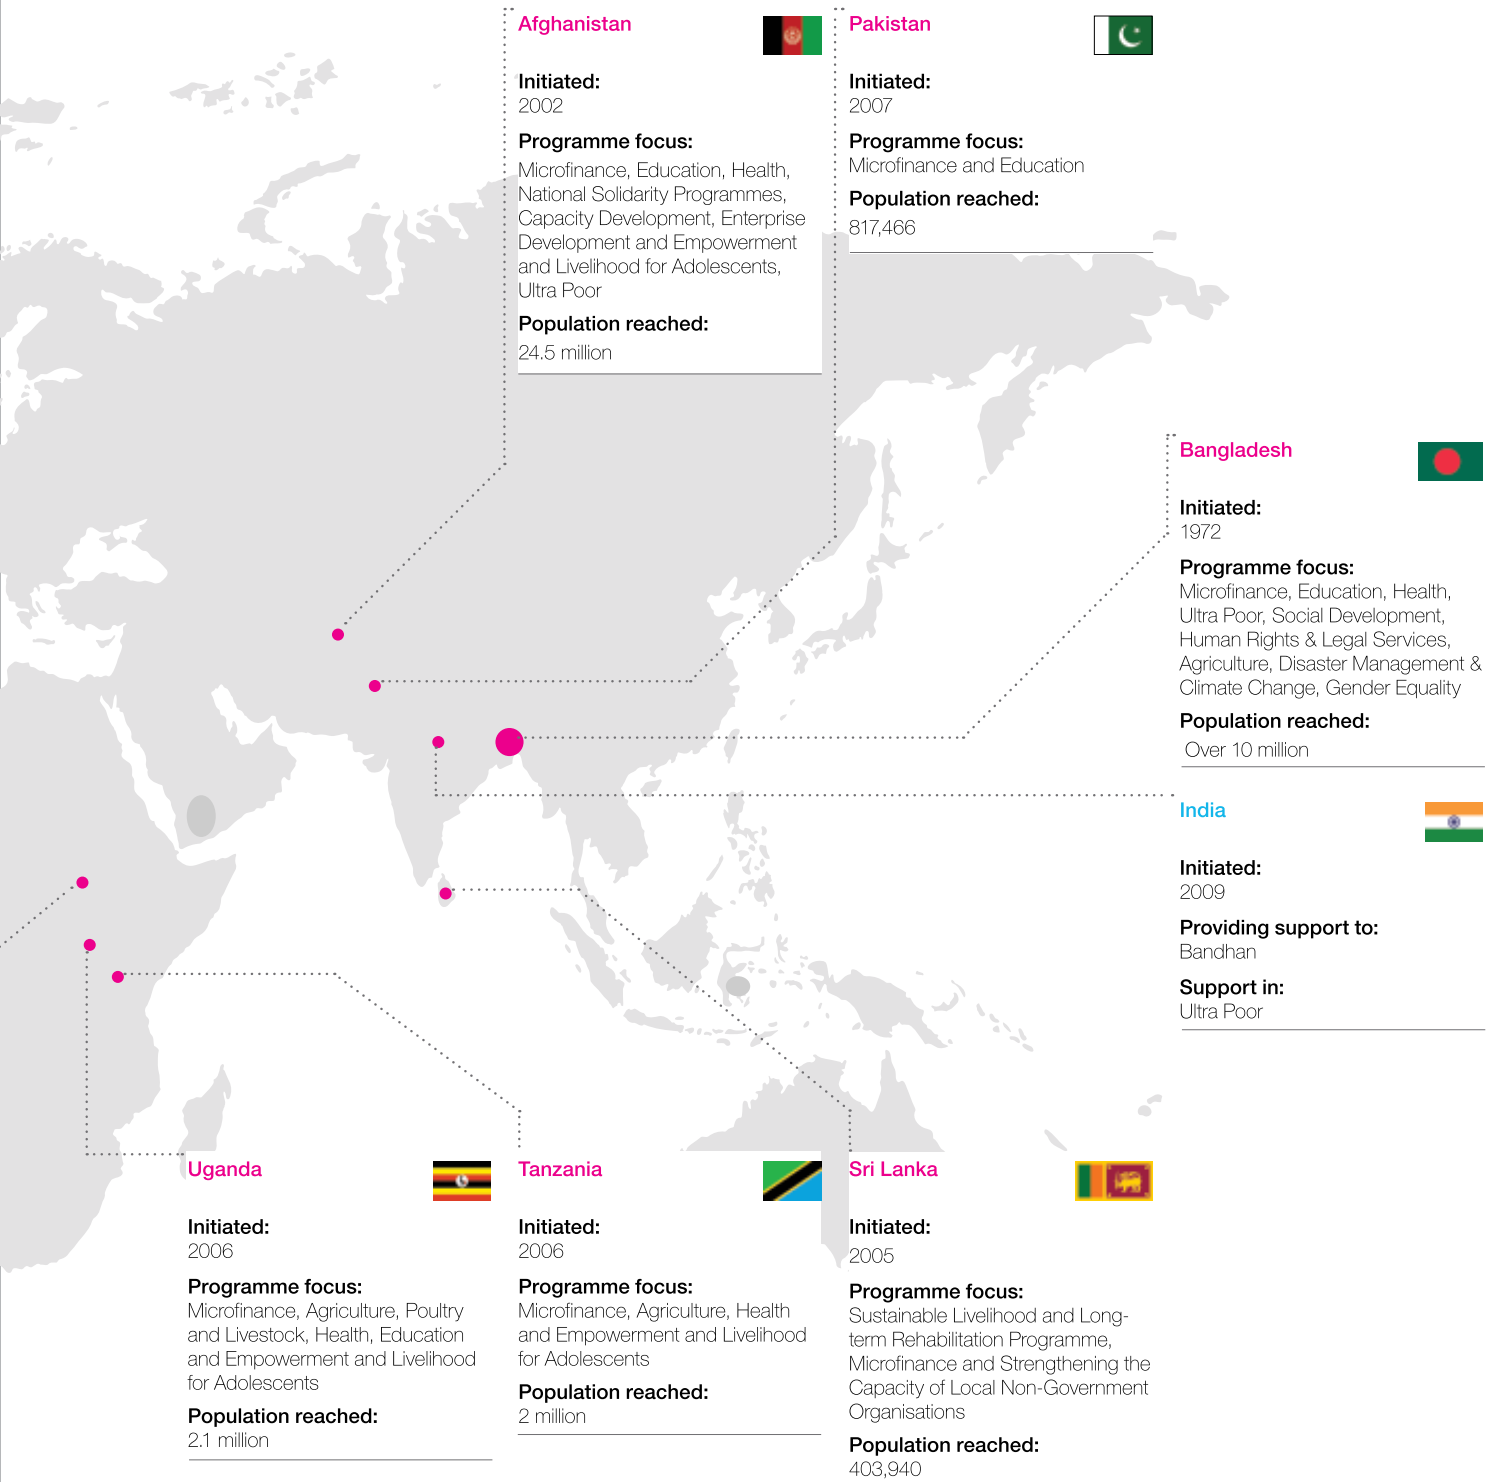 Afghanistan
Initiated:
2002
Programme focus:
Microfinance, Education, Health,
National Solidarity Programmes,
Capacity Development, Enterprise
Development and Empowerment
and Livelihood for Adolescents,
Ultra Poor
Population reached:
24.5 million
Pakistan
Initiated:
2007
Programme focus:
Microfinance and Education
Population reached:
817,466
Bangladesh
Initiated:
1972
Programme focus:
Microfinance, Education, Health,
Ultra Poor, Social Development,
Human Rights & Legal Services,
Agriculture, Disaster Management &
Climate Change, Gender Equality
Population reached:
Over 10 million
India
Initiated:
2009
Providing support to:
Bandhan
Support in:
Ultra Poor
Uganda
Initiated:
2006
Programme focus:
Microfinance, Agriculture, Poultry
and Livestock, Health, Education
and Empowerment and Livelihood
for Adolescents
Population reached:
2.1 million
Tanzania
Initiated:
2006
Programme focus:
Microfinance, Agriculture, Health
and Empowerment and Livelihood
for Adolescents
Population reached:
2 million
Sri Lanka
Initiated:
2005
Programme focus:
Sustainable Livelihood and Long-
term Rehabilitation Programme,
Microfinance and Strengthening the
Capacity of Local Non-Government
Organisations
Population reached:
403,940